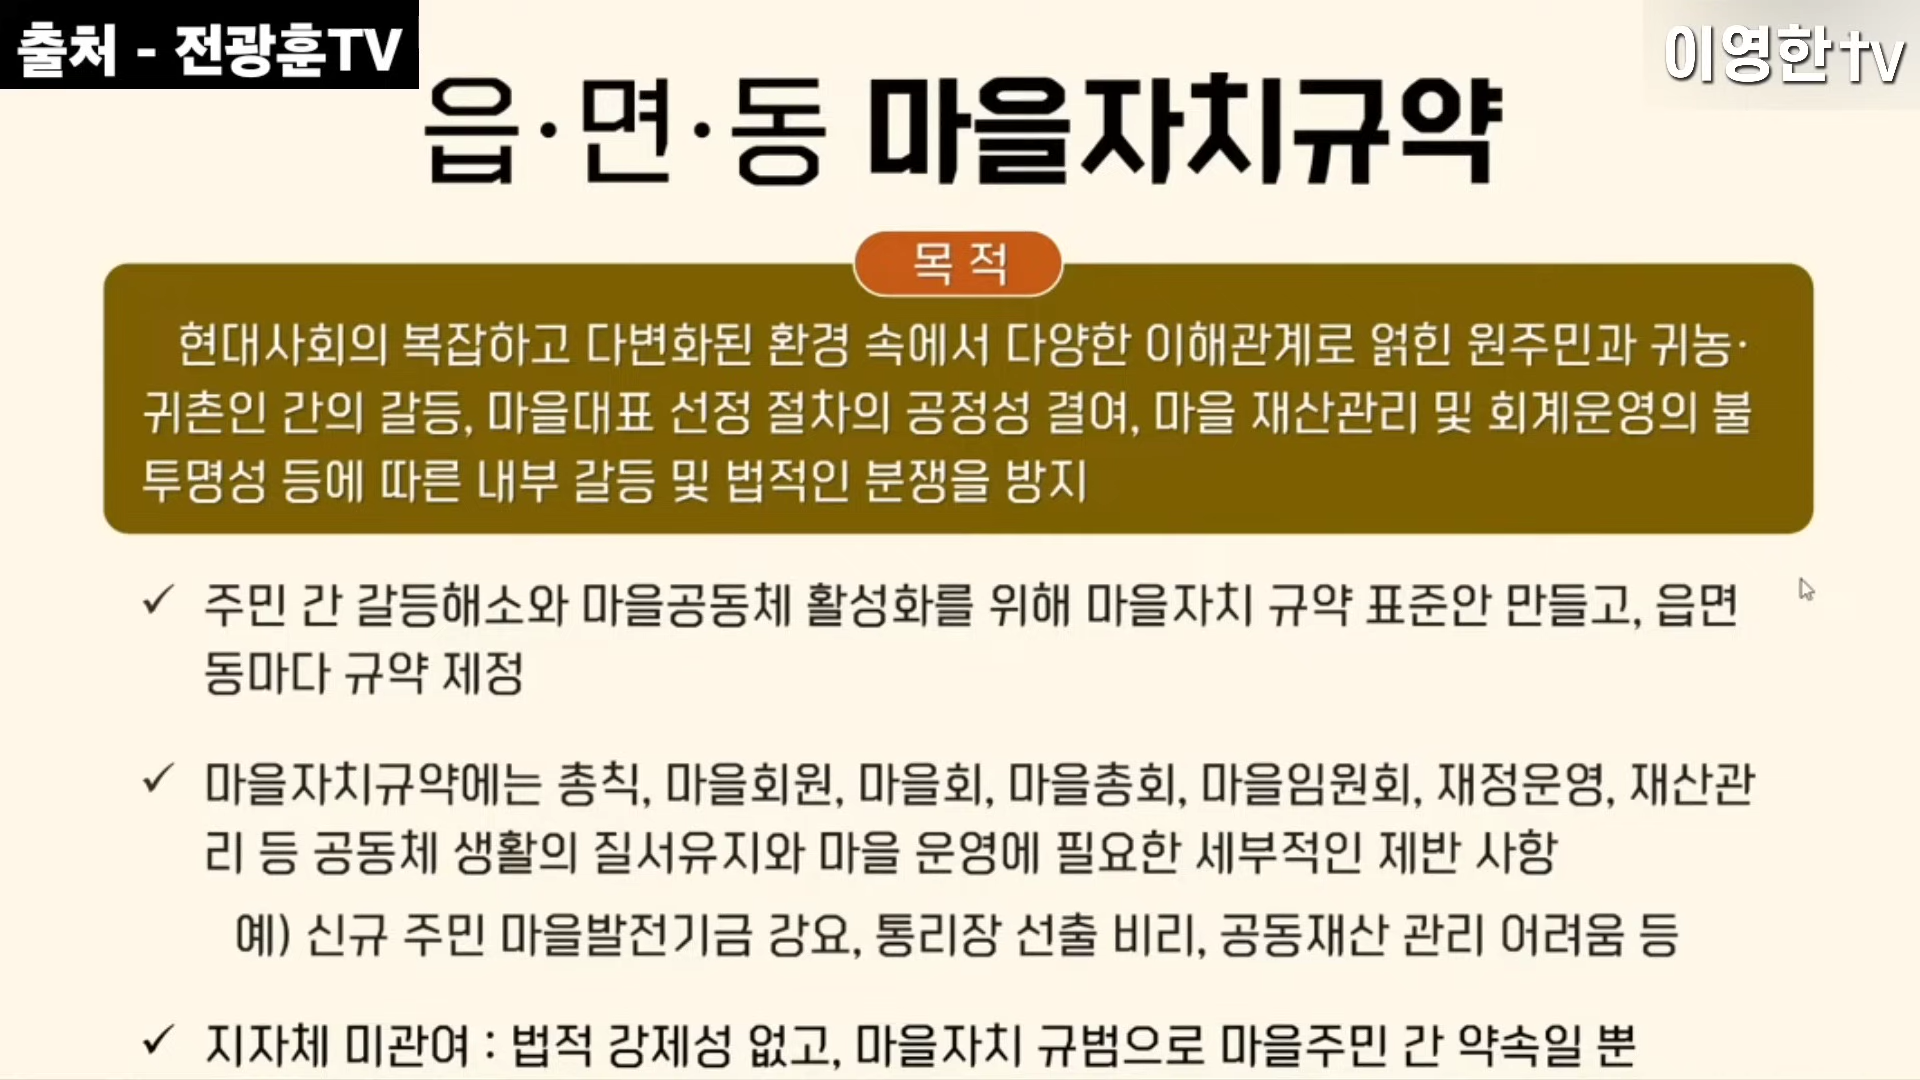 출처 - 전광훈TV
이영한tv
읍·면·동 마을자치규약
목 적
현대사회의 복잡하고 다변화된 환경 속에서 다양한 이해관계로 얽힌 원주민과 귀농·
귀촌인 간의 갈등, 마을대표 선정 절차의 공정성 결여, 마을 재산관리 및 회계운영의 불
투명성 등에 따른 내부 갈등 및 법적인 분쟁을 방지
✓ 주민 간 갈등해소와 마을공동체 활성화를 위해 마을자치 규약 표준안 만들고, 읍면
동마다 규약 제정
✓ 마을자치규약에는 총칙, 마을회원, 마을회, 마을총회, 마을임원회, 재정운영, 재산관
리 등 공동체 생활의 질서유지와 마을 운영에 필요한 세부적인 제반 사항
예) 신규 주민 마을발전기금 강요, 통리장 선출 비리, 공동재산 관리 어려움 등
✓ 지자체 미관여 : 법적 강제성 없고, 마을자치 규범으로 마을주민 간 약속일 뿐